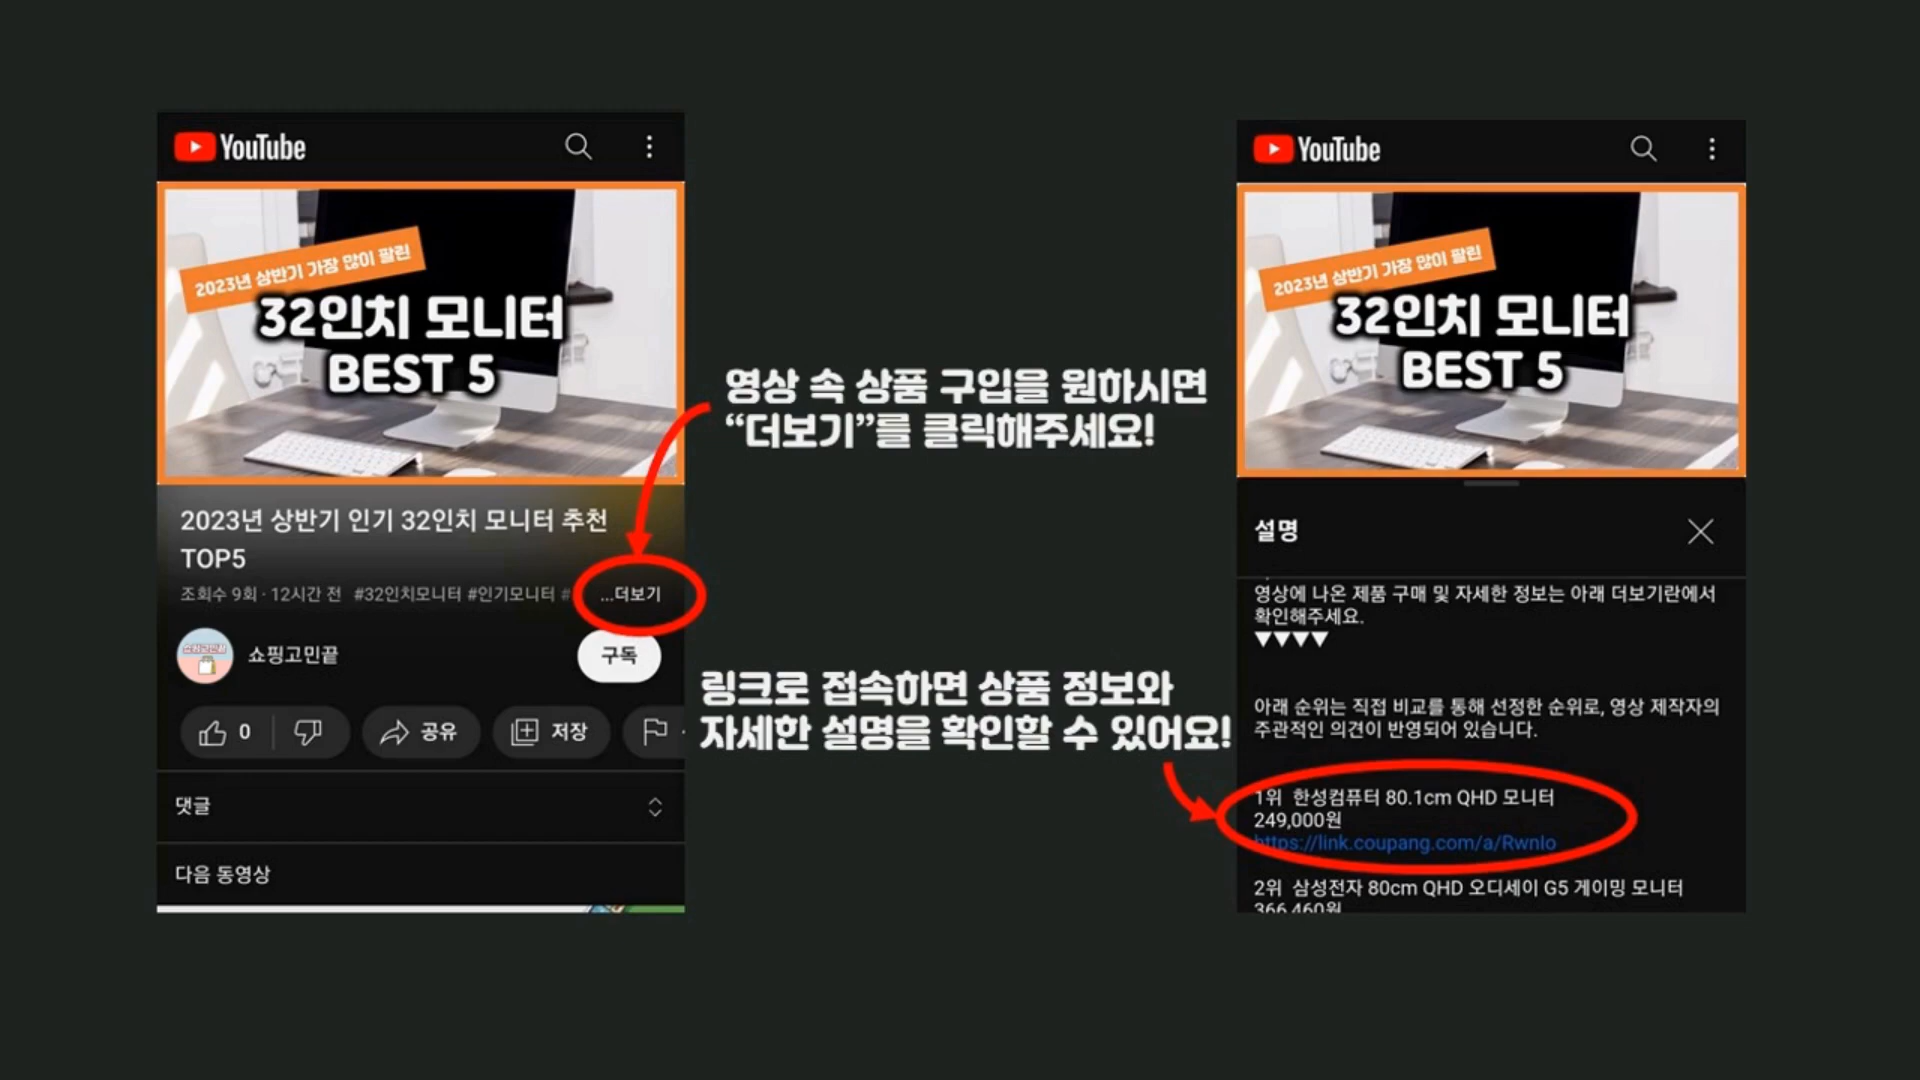 YouTube
2023년 상반기 가장 많이 팔린
32인치 모니터
BEST 5
2023년 상반기 인기 32인치 모니터 추천
TOP5
조회수 9회 · 12시간 전 #32인치모니터 #인기모니터 # ...더보기
쇼핑고민끝
쇼핑고민끝
구독
0
공유
저장
댓글
다음 동영상
영상 속 상품 구입을 원하시면
“더보기”를 클릭해주세요!
링크로 접속하면 상품 정보와
자세한 설명을 확인할 수 있어요!
YouTube
2023년 상반기 가장 많이 팔린
32인치 모니터
BEST 5
설명
영상에 나온 제품 구매 및 자세한 정보는 아래 더보기란에서
확인해주세요.
▼▼▼▼
아래 순위는 직접 비교를 통해 선정한 순위로, 영상 제작자의
주관적인 의견이 반영되어 있습니다.
1위 한성컴퓨터 80.1cm QHD 모니터
249,000원
https://link.coupang.com/a/RwnIo
2위 삼성전자 80cm QHD 오디세이 G5 게이밍 모니터
366,460원